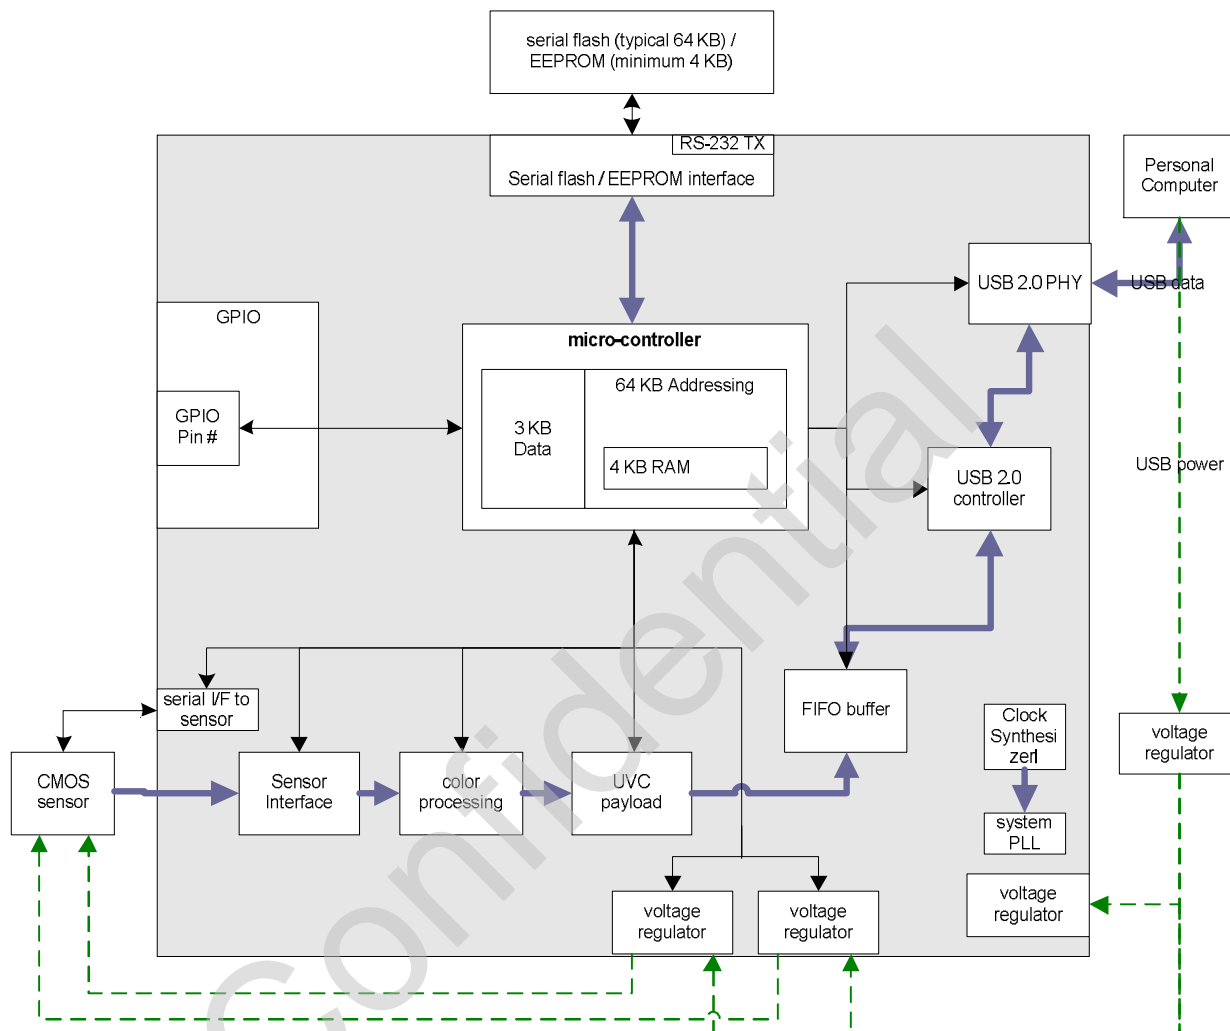 serial flash (typical 64 KB) /
EEPROM (minimum 4 KB)
RS-232 TX
Serial flash / EEPROM interface
Personal
Computer
USB 2.0 PHY
USB data
GPIO
micro-controller
64 KB Addressing
GPIO
Pin #
3 KB
Data
4 KB RAM
USB 2.0
controller
USB power
serial I/F to
sensor
FIFO buffer
Clock
Synthesi
zerl
voltage
regulator
CMOS
sensor
Sensor
Interface
color
processing
UVC
payload
system
PLL
voltage
regulator
voltage
regulator
voltage
regulator
Confidential